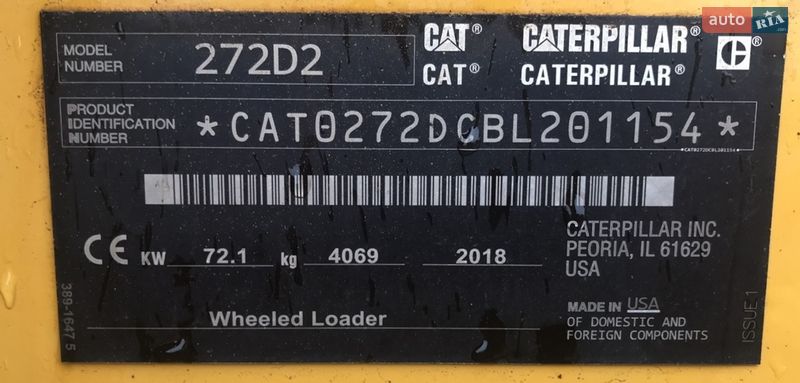 auto RIA .com
MODEL NUMBER 272D2
CAT CATERPILLAR® C®
CAT® CATERPILLAR®
PRODUCT IDENTIFICATION NUMBER *CAT0272DCBL201154*
*CAT0272DCBL201154*
CE KW 72.1 kg 4069 2018
CATERPILLAR INC.
PEORIA, IL 61629
USA
MADE IN USA
OF DOMESTIC AND
FOREIGN COMPONENTS
Wheeled Loader
389-1647 5
ISSUE 1